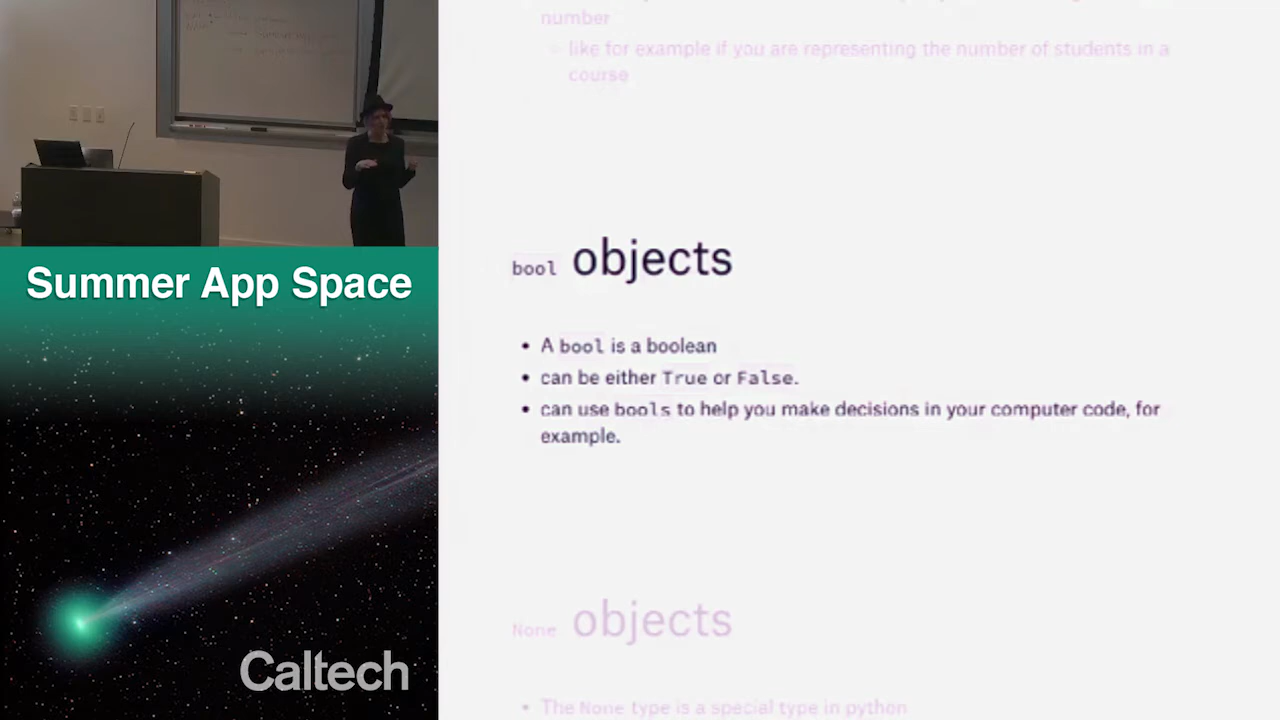 number
like for example if you are representing the number of students in a
course
bool objects
• A bool is a boolean
• can be either True or False.
• can use bools to help you make decisions in your computer code, for
example.
None objects
• The None type is a special type in python
Summer App Space
Caltech